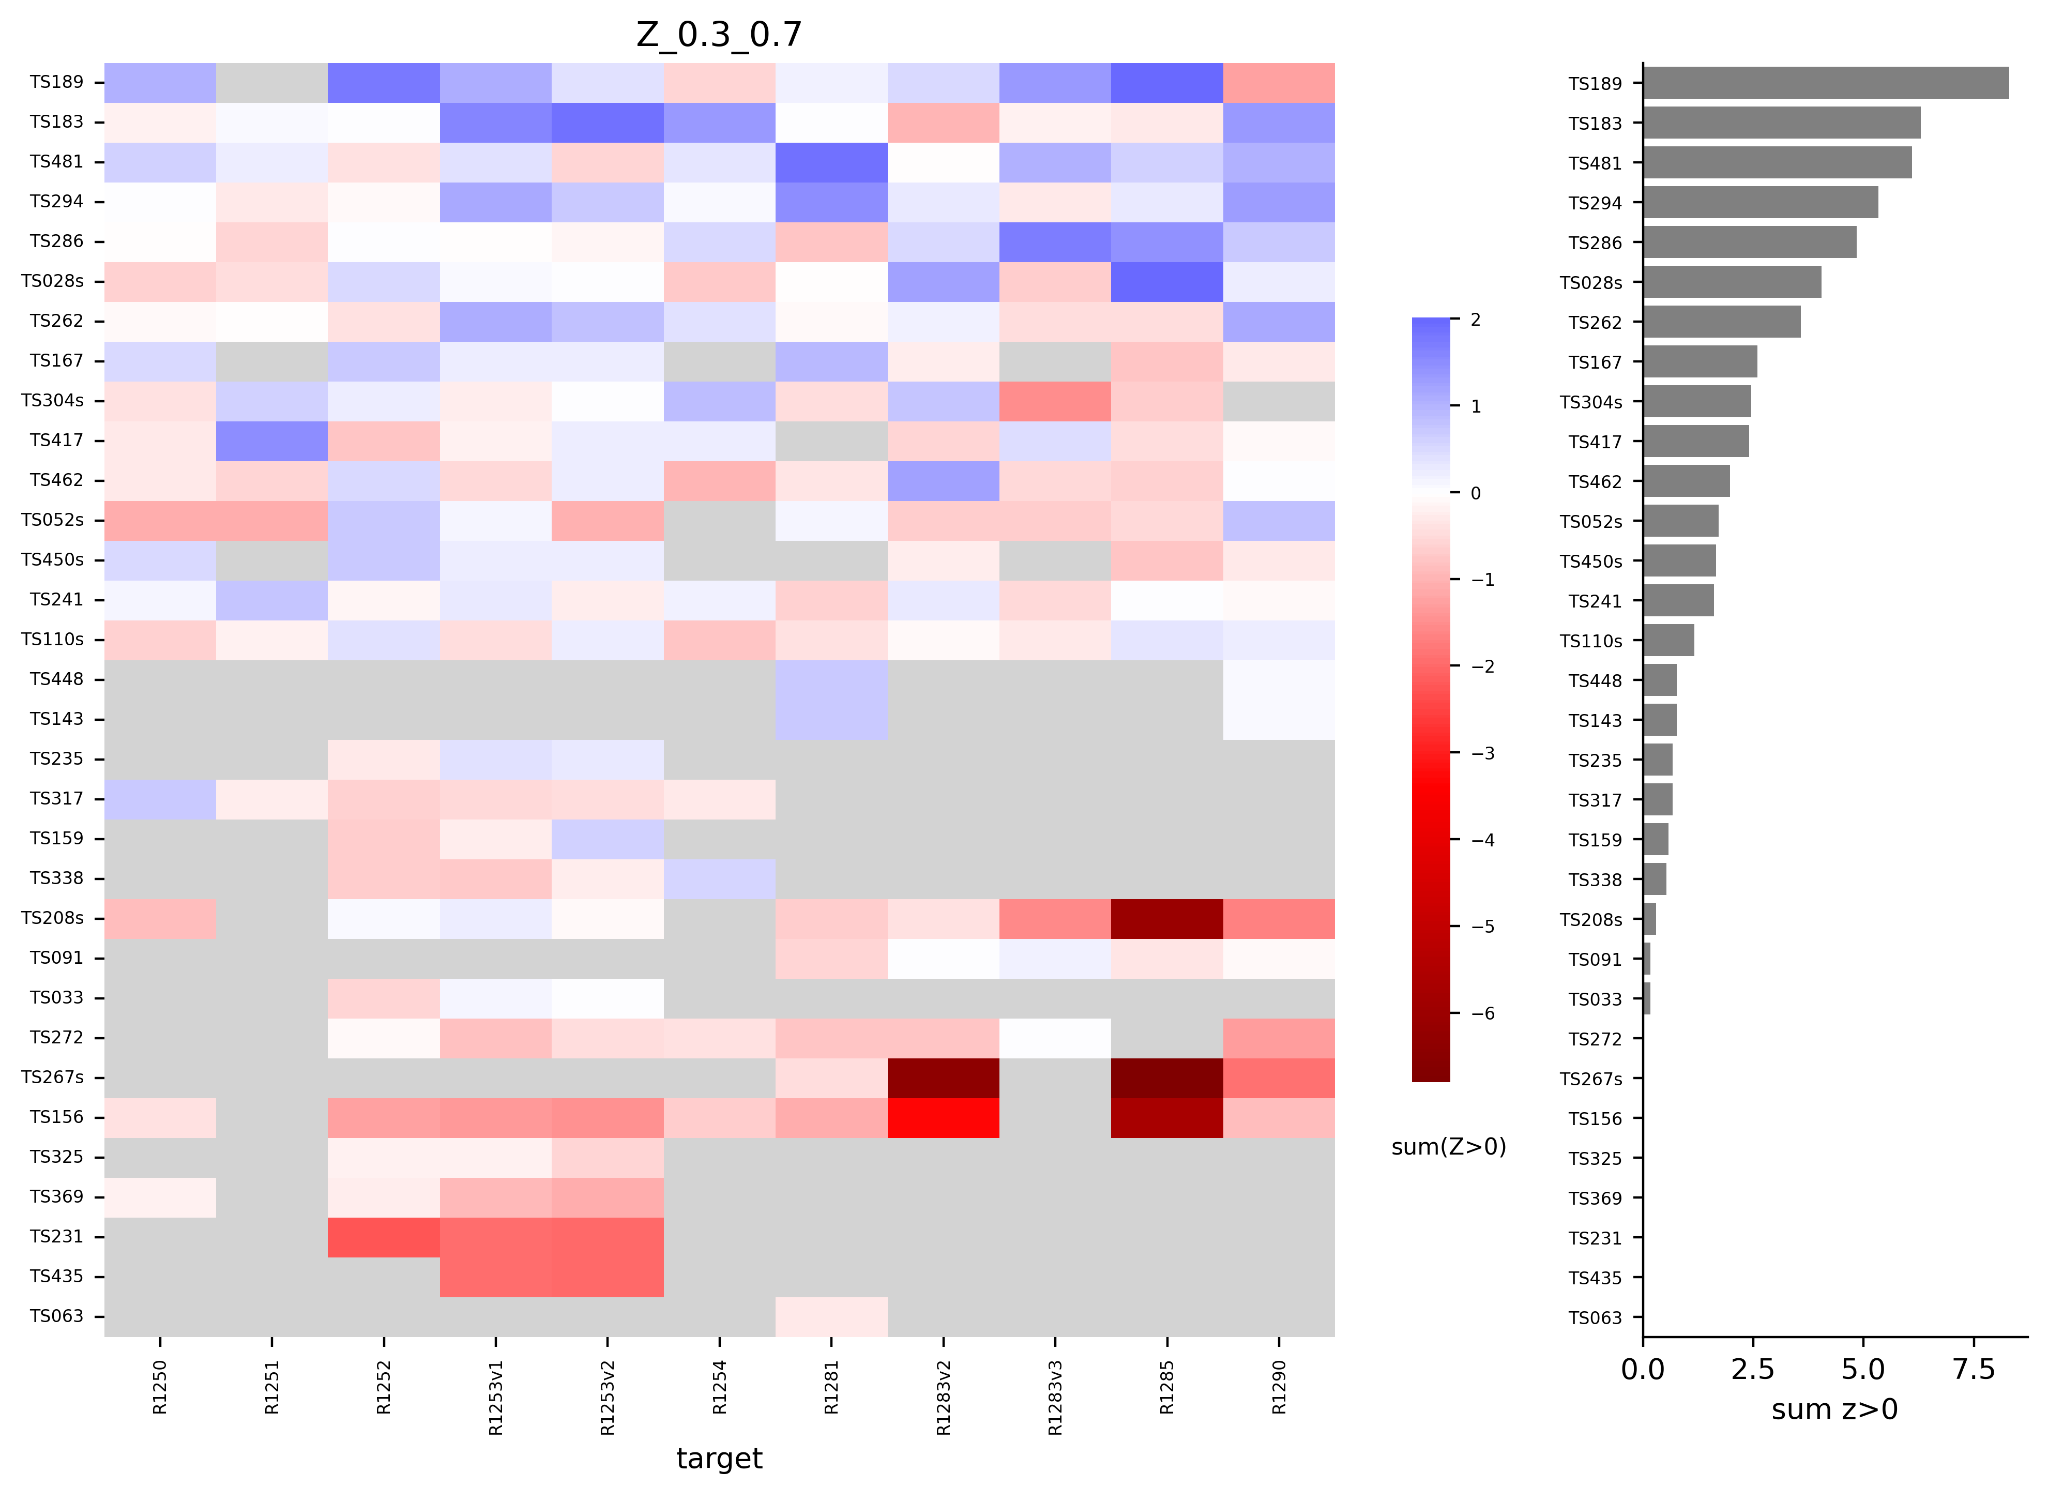 Z_0.3_0.7
TS189
TS183
TS481
TS294
TS286
TS028s
TS262
TS167
TS304s
TS417
TS462
TS052s
TS450s
TS241
TS110s
TS448
TS143
TS235
TS317
TS159
TS338
TS208s
TS091
TS033
TS272
TS267s
TS156
TS325
TS369
TS231
TS435
TS063
R1250
R1251
R1252
R1253v1
R1253v2
R1254
R1281
R1283v2
R1283v3
R1285
R1290
target
2
1
0
−1
−2
−3
−4
−5
−6
sum(Z>0)
TS189
TS183
TS481
TS294
TS286
TS028s
TS262
TS167
TS304s
TS417
TS462
TS052s
TS450s
TS241
TS110s
TS448
TS143
TS235
TS317
TS159
TS338
TS208s
TS091
TS033
TS272
TS267s
TS156
TS325
TS369
TS231
TS435
TS063
0.0 2.5 5.0 7.5
sum z>0